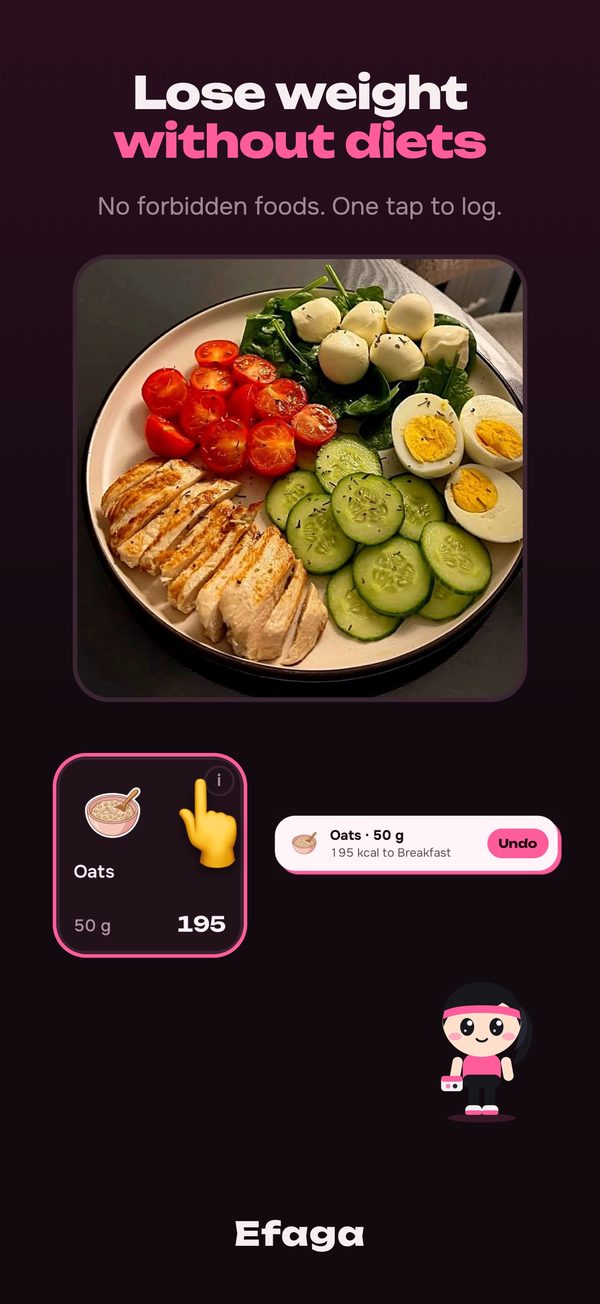 Lose weight
without diets
No forbidden foods. One tap to log.
i
Oats
50 g
195
Oats · 50 g
195 kcal to Breakfast
Undo
Efaga